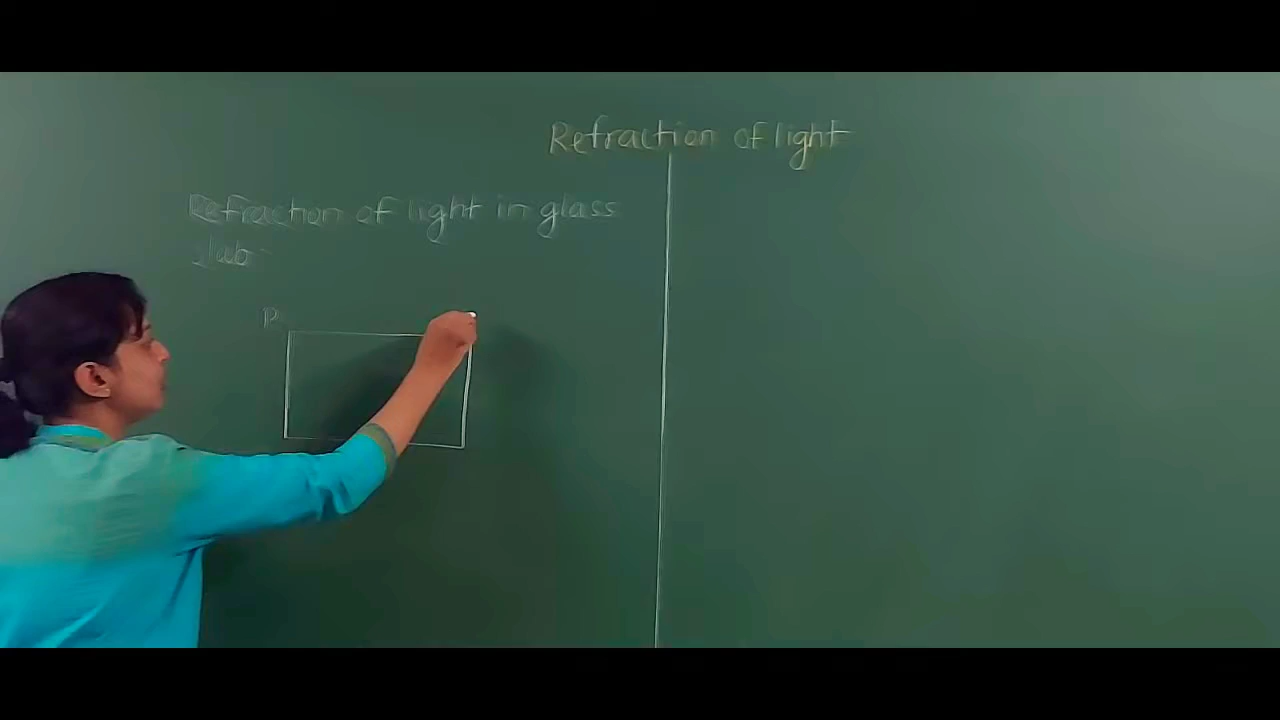 Refraction of light
Refraction of light in glass
slab-
P